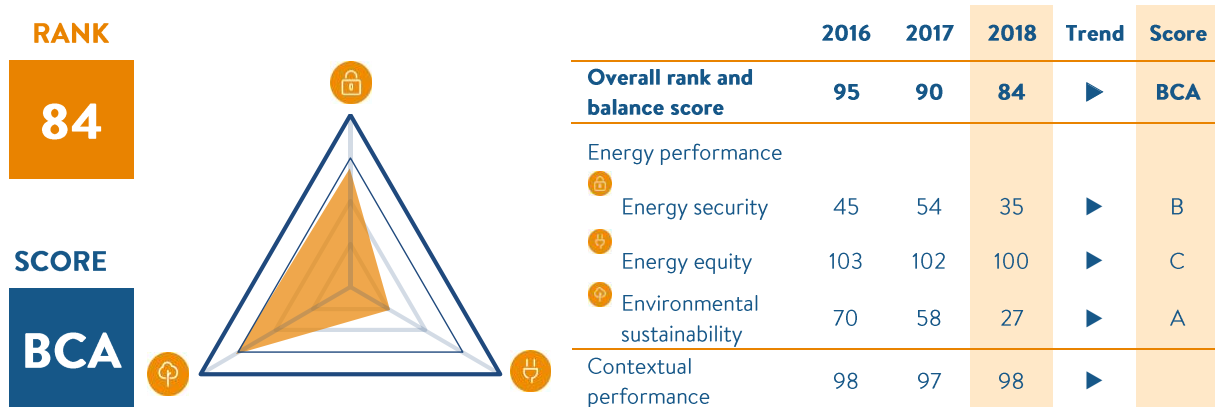 RANK
84
SCORE
BCA
2016 2017 2018 Trend Score
Overall rank and
balance score 95 90 84 BCA
Energy performance
Energy security 45 54 35 B
Energy equity 103 102 100 C
Environmental
sustainability 70 58 27 A
Contextual
performance 98 97 98